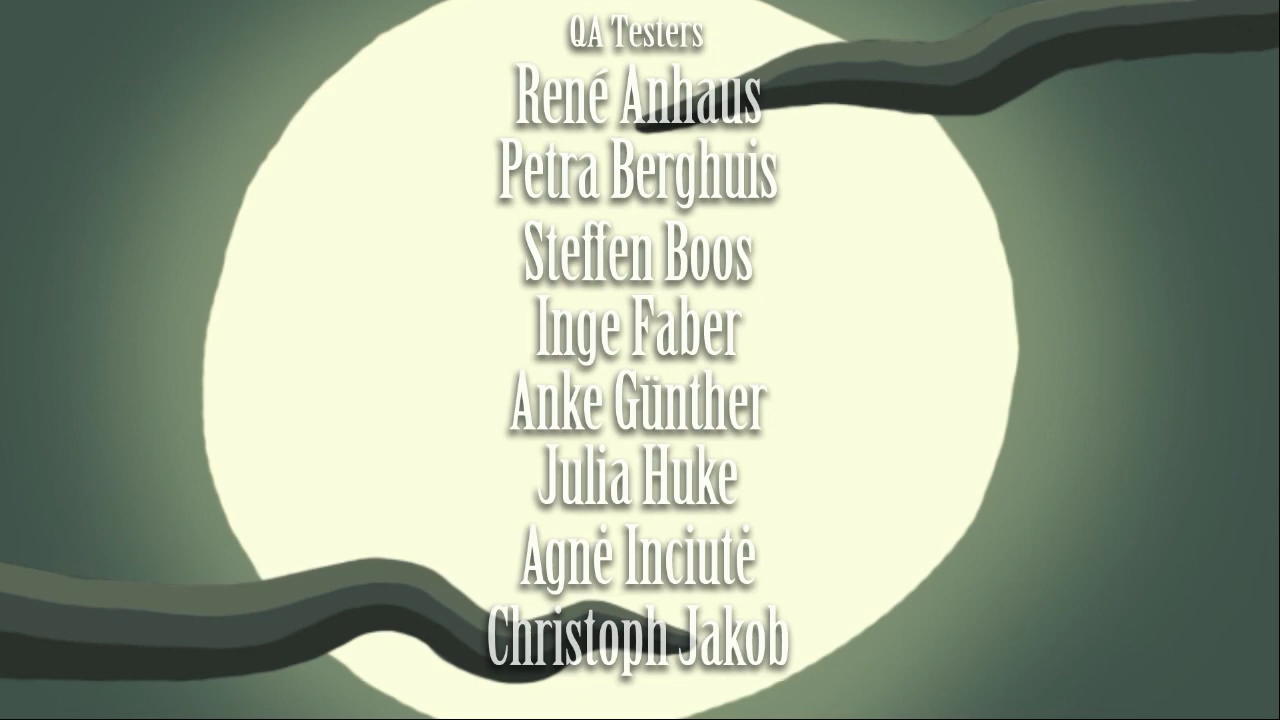 QA Testers
René Anhaus
Petra Berghuis
Steffen Boos
Inge Faber
Anke Günther
Julia Huke
Agnė Inciutė
Christoph Jakob